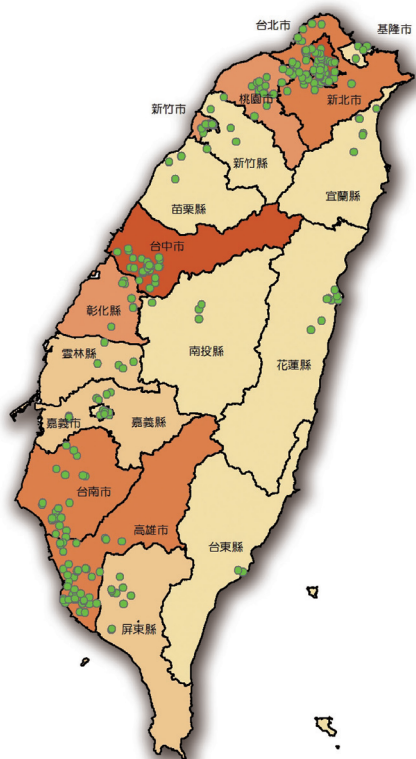 台北市
基隆市
桃園市
新北市
新竹市
新竹縣
宜蘭縣
苗栗縣
台中市
彰化縣
南投縣
花蓮縣
雲林縣
嘉義市
嘉義縣
台南市
高雄市
台東縣
屏東縣